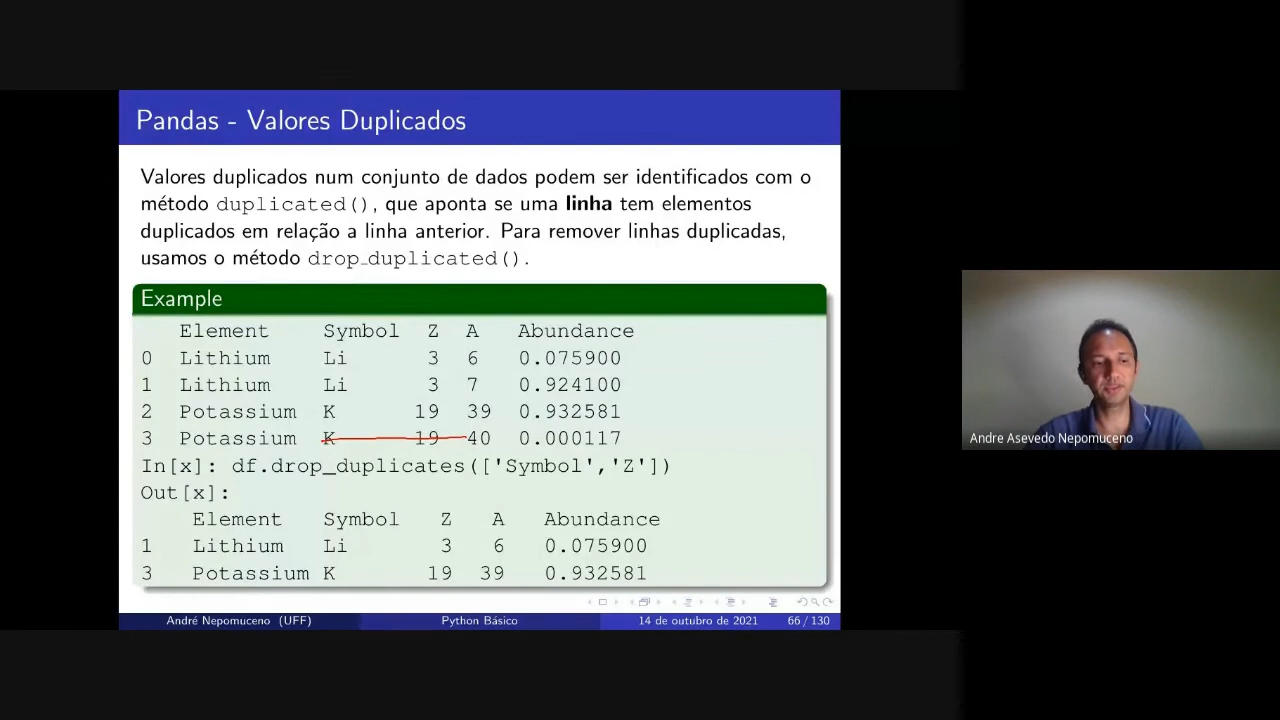 Pandas - Valores Duplicados
Valores duplicados num conjunto de dados podem ser identificados com o
método duplicated(), que aponta se uma linha tem elementos
duplicados em relação a linha anterior. Para remover linhas duplicadas,
usamos o método drop_duplicated().
Example
Element Symbol Z A Abundance
0 Lithium Li 3 6 0.075900
1 Lithium Li 3 7 0.924100
2 Potassium K 19 39 0.932581
3 Potassium K 19 40 0.000117
In[x]: df.drop_duplicates(['Symbol','Z'])
Out[x]:
Element Symbol Z A Abundance
1 Lithium Li 3 6 0.075900
3 Potassium K 19 39 0.932581
André Nepomuceno (UFF) Python Básico 14 de outubro de 2021 66 / 130
Andre Asevedo Nepomuceno